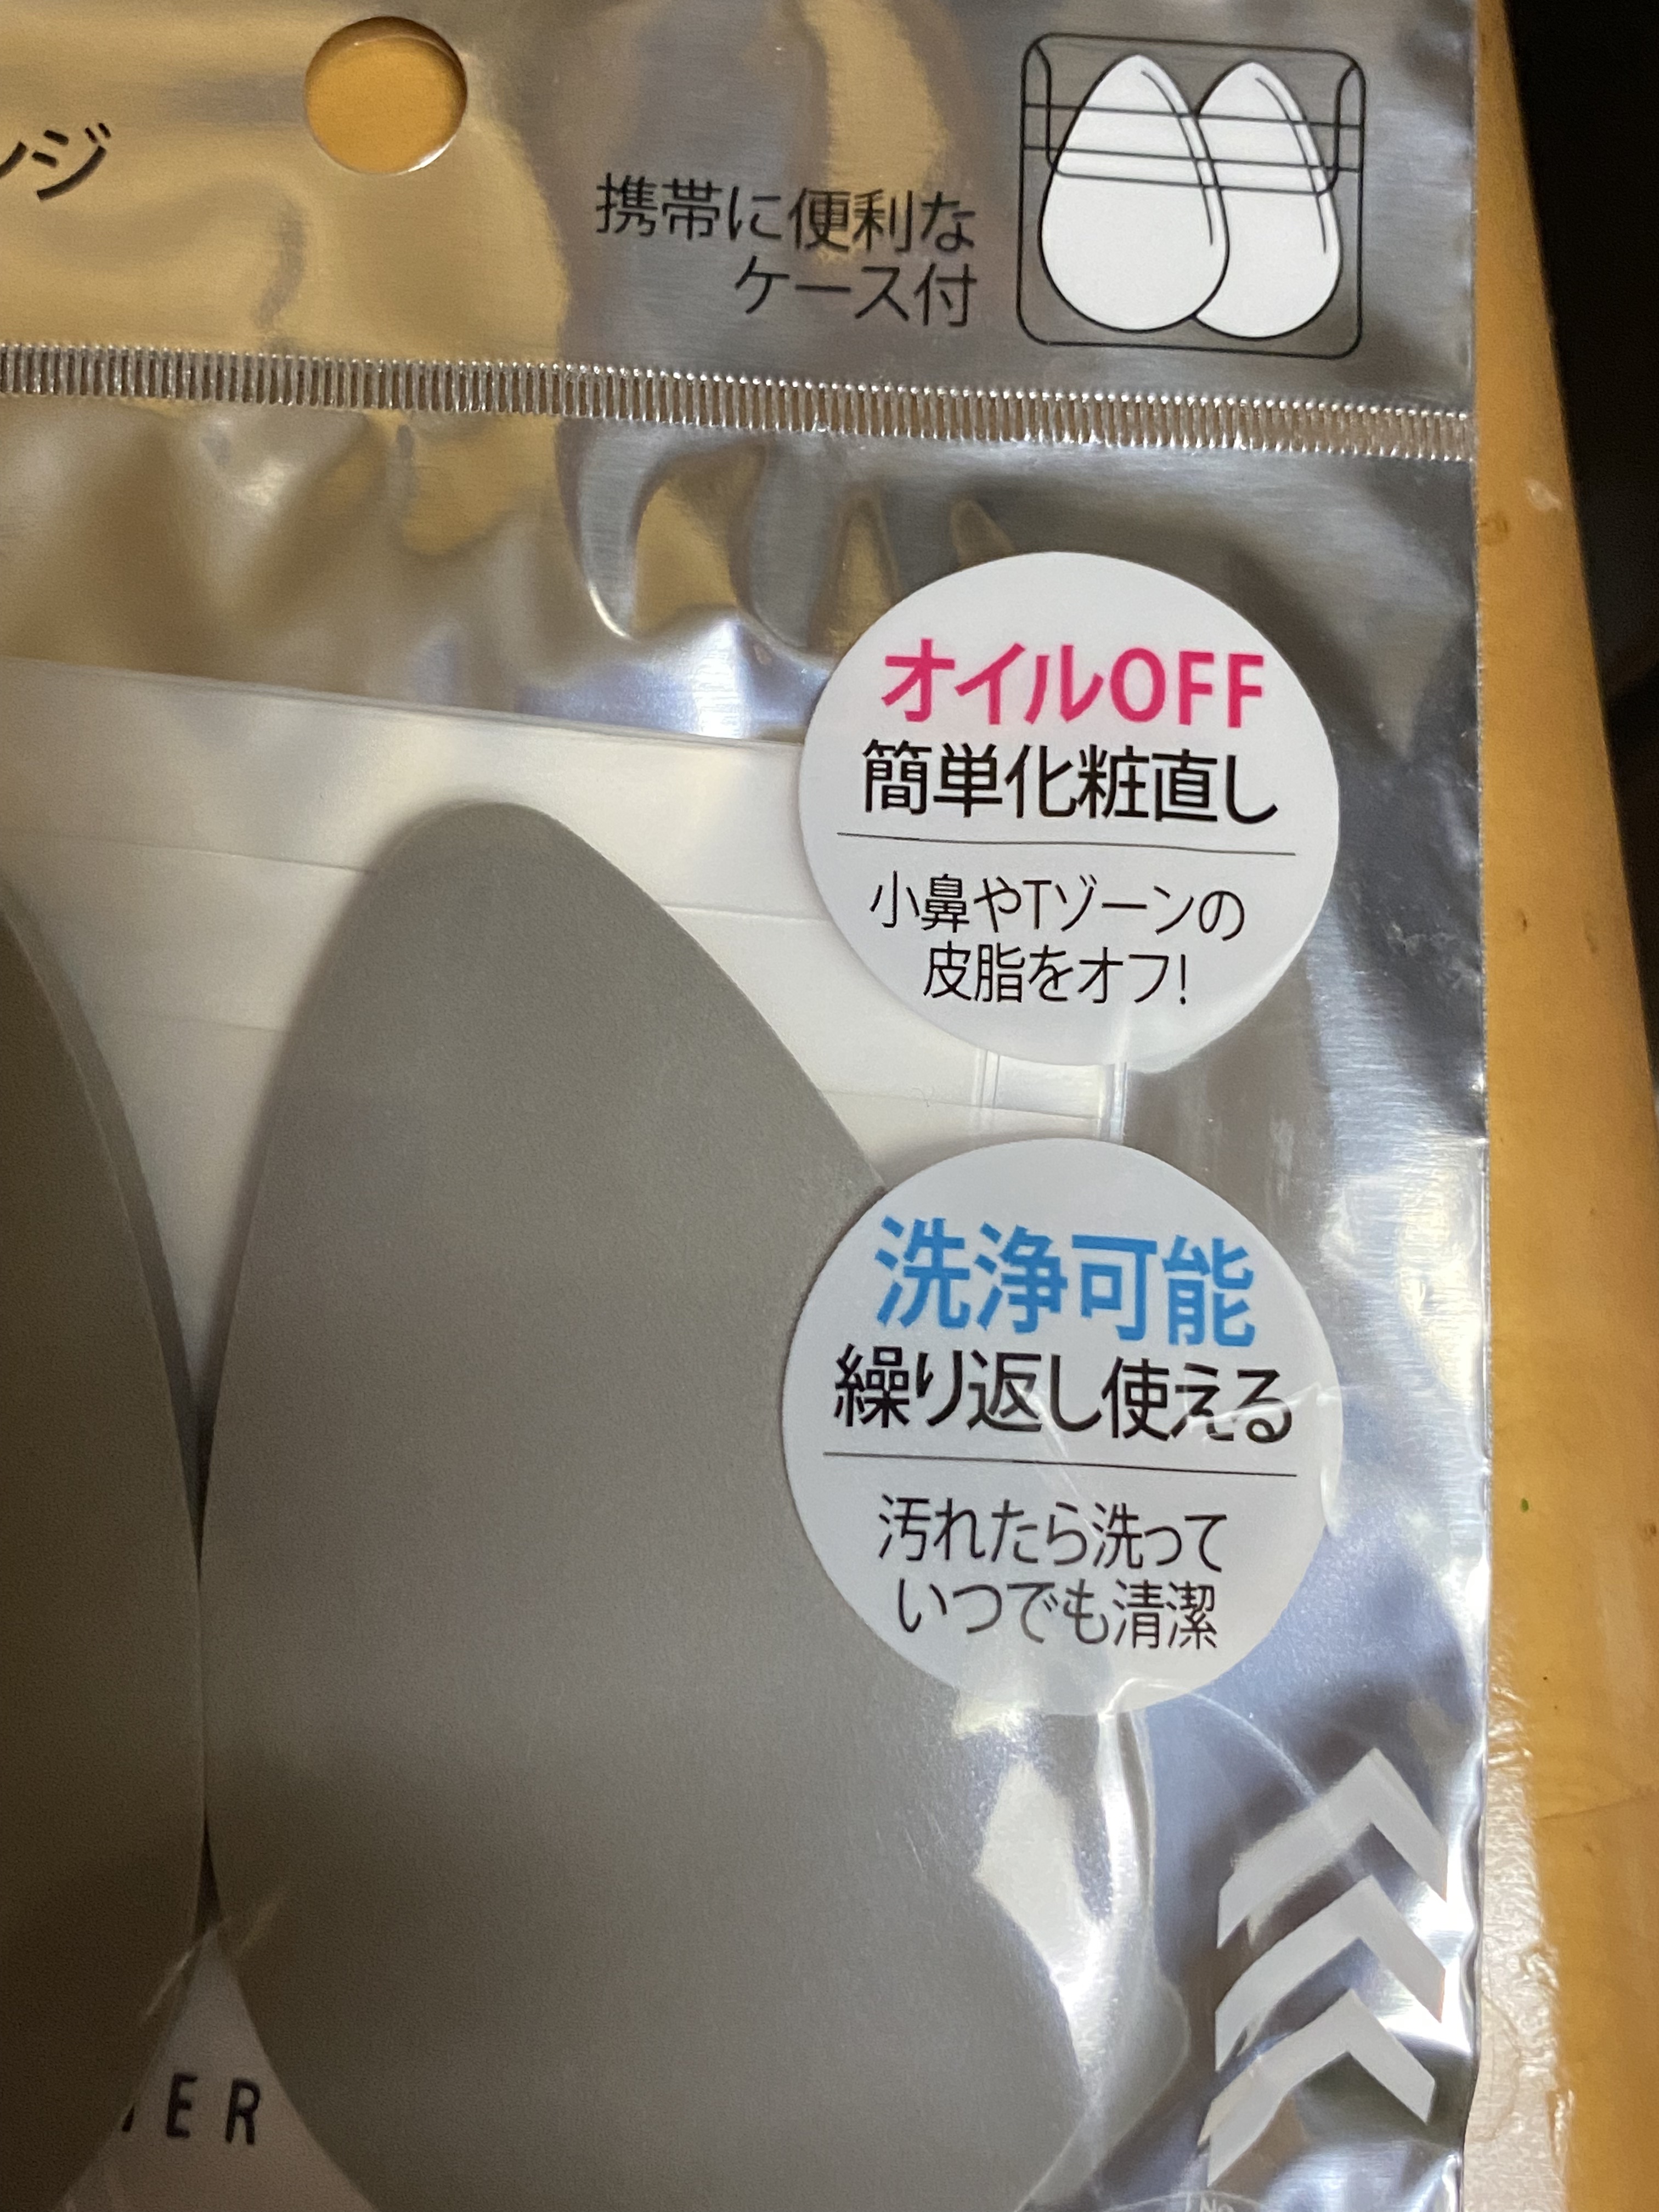 ンジ
携帯に便利な
ケース付
オイルOFF
簡単化粧直し
小鼻やTゾーンの
皮脂をオフ!
洗浄可能
繰り返し使える
汚れたら洗って
いつでも清潔
ER